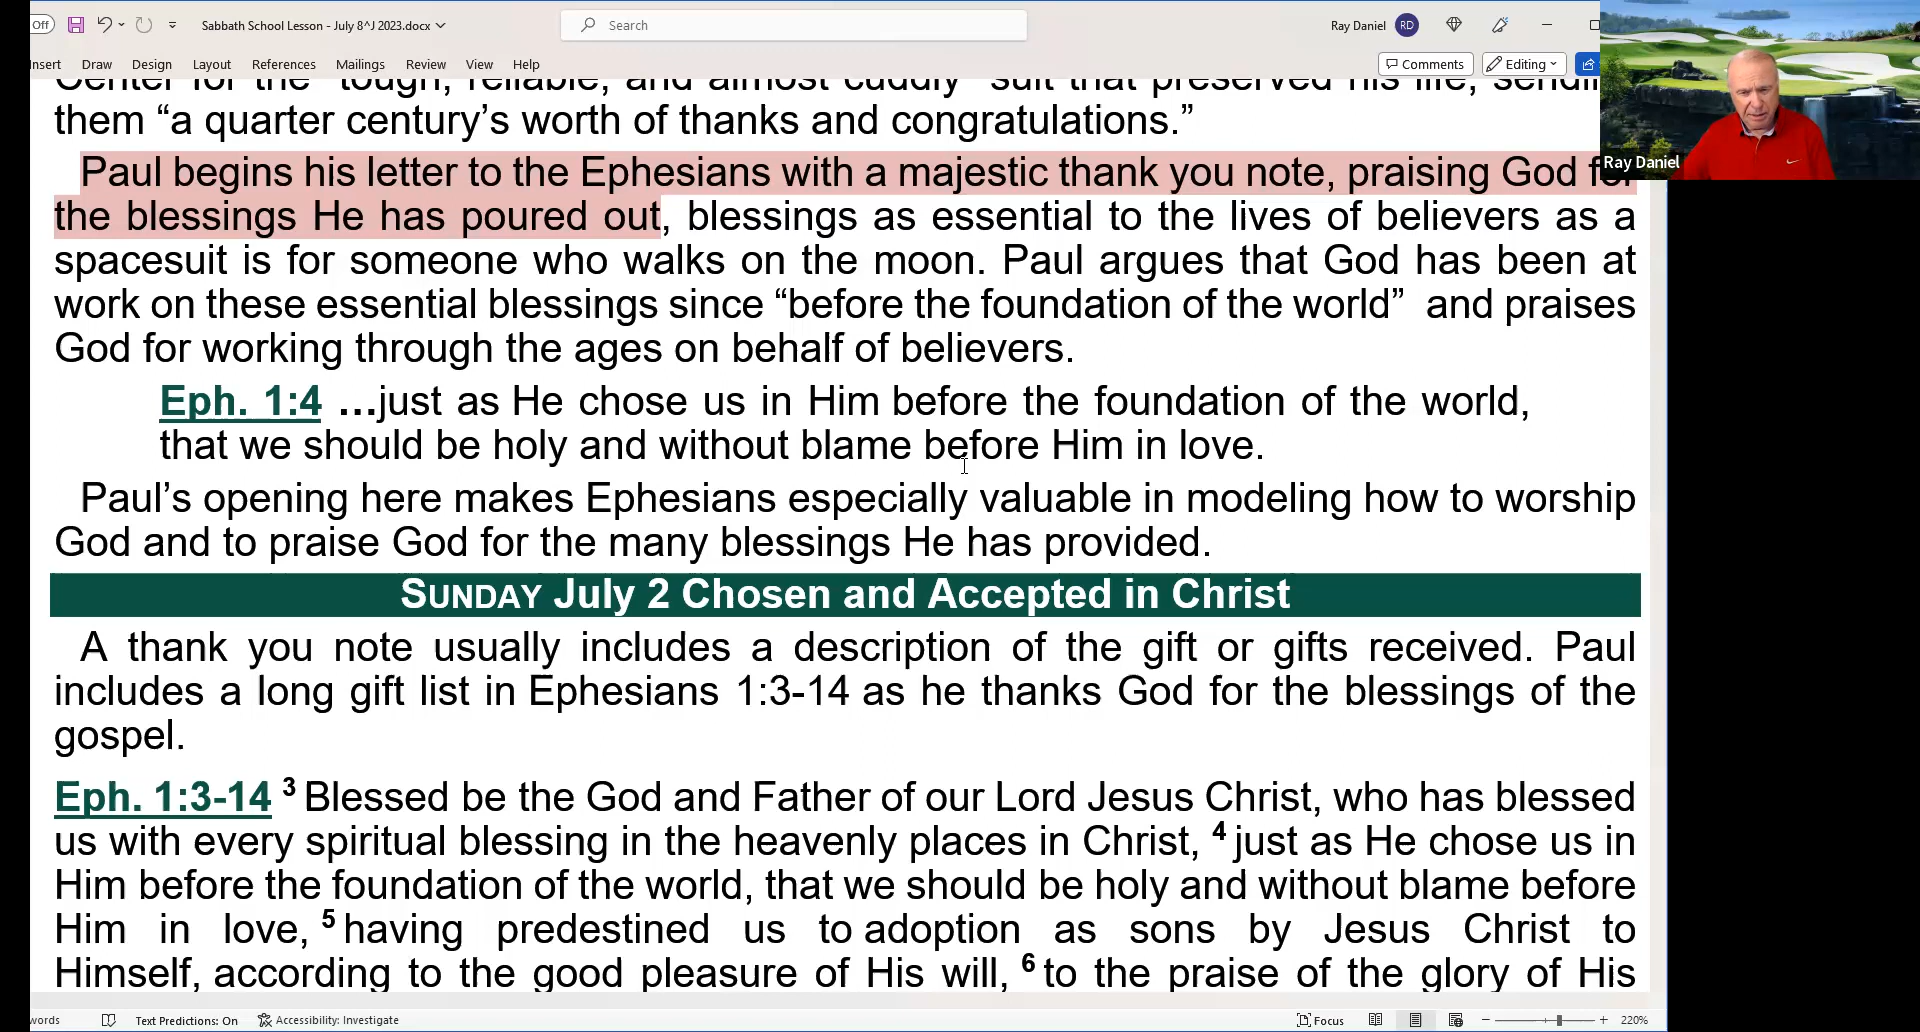 Off
Sabbath School Lesson - July 8^J 2023.docx
Search
Ray Daniel
RD
Insert Draw Design Layout References Mailings Review View Help
Comments
Editing
Center for the “tough, reliable, and almost cuddly” suit that preserved his life, sending
them “a quarter century’s worth of thanks and congratulations.”
Paul begins his letter to the Ephesians with a majestic thank you note, praising God for
the blessings He has poured out, blessings as essential to the lives of believers as a
spacesuit is for someone who walks on the moon. Paul argues that God has been at
work on these essential blessings since “before the foundation of the world” and praises
God for working through the ages on behalf of believers.
Eph. 1:4 …just as He chose us in Him before the foundation of the world,
that we should be holy and without blame before Him in love.
Paul’s opening here makes Ephesians especially valuable in modeling how to worship
God and to praise God for the many blessings He has provided.
SUNDAY July 2 Chosen and Accepted in Christ
A thank you note usually includes a description of the gift or gifts received. Paul
includes a long gift list in Ephesians 1:3-14 as he thanks God for the blessings of the
gospel.
Eph. 1:3-14 3 Blessed be the God and Father of our Lord Jesus Christ, who has blessed
us with every spiritual blessing in the heavenly places in Christ, 4 just as He chose us in
Him before the foundation of the world, that we should be holy and without blame before
Him in love, 5 having predestined us to adoption as sons by Jesus Christ to
Himself, according to the good pleasure of His will, 6 to the praise of the glory of His
Ray Daniel
words
Text Predictions: On
Accessibility: Investigate
Focus
220%